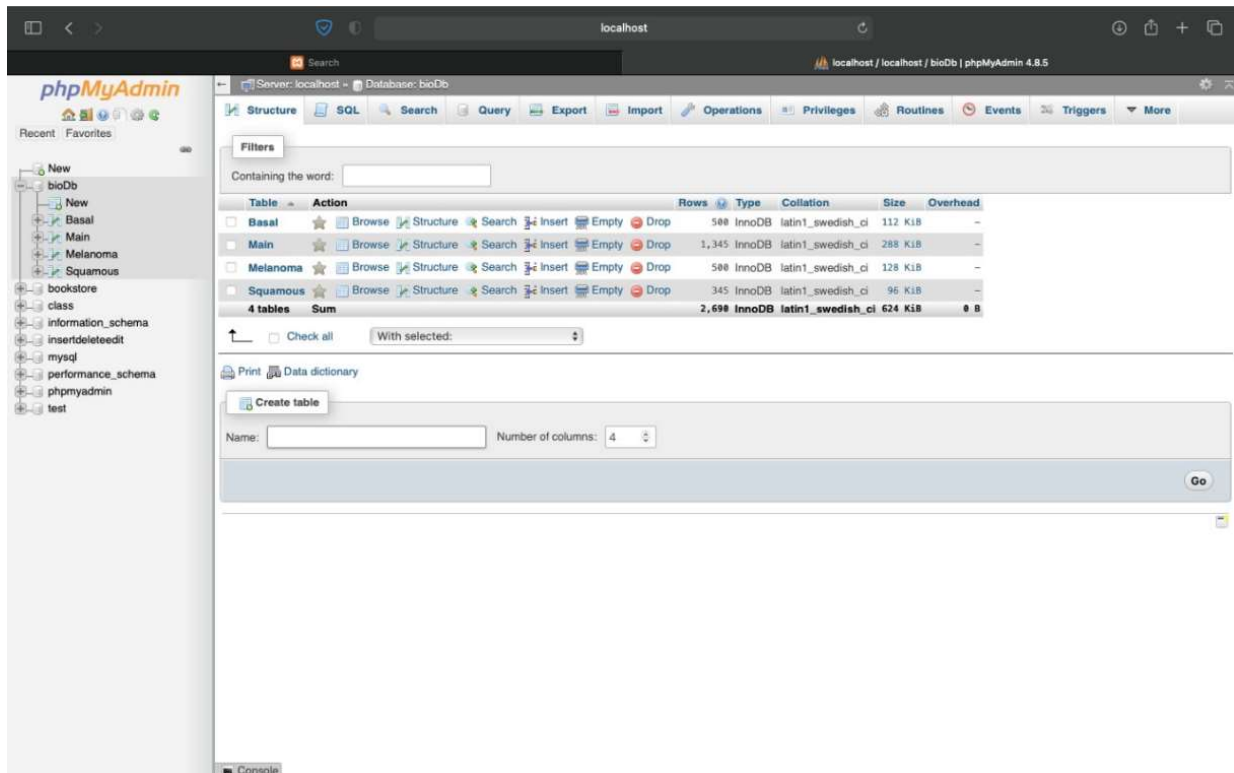 localhost
Search
localhost / localhost / bioDb | phpMyAdmin 4.8.5
phpMyAdmin
Recent Favorites
New
bioDb
New
Basal
Main
Melanoma
Squamous
bookstore
class
information_schema
insertdeleteedit
mysql
performance_schema
phpmyadmin
test
Server: localhost » Database: bioDb
Structure SQL Search Query Export Import Operations Privileges Routines Events Triggers More
Filters
Containing the word:
Table Action Rows Type Collation Size Overhead
Basal Browse Structure Search Insert Empty Drop 500 InnoDB latin1_swedish_ci 112 KiB –
Main Browse Structure Search Insert Empty Drop 1,345 InnoDB latin1_swedish_ci 288 KiB –
Melanoma Browse Structure Search Insert Empty Drop 500 InnoDB latin1_swedish_ci 128 KiB –
Squamous Browse Structure Search Insert Empty Drop 345 InnoDB latin1_swedish_ci 96 KiB –
4 tables Sum 2,690 InnoDB latin1_swedish_ci 624 KiB 0 B
Check all With selected:
Print Data dictionary
Create table
Name: Number of columns: 4
Go
Console